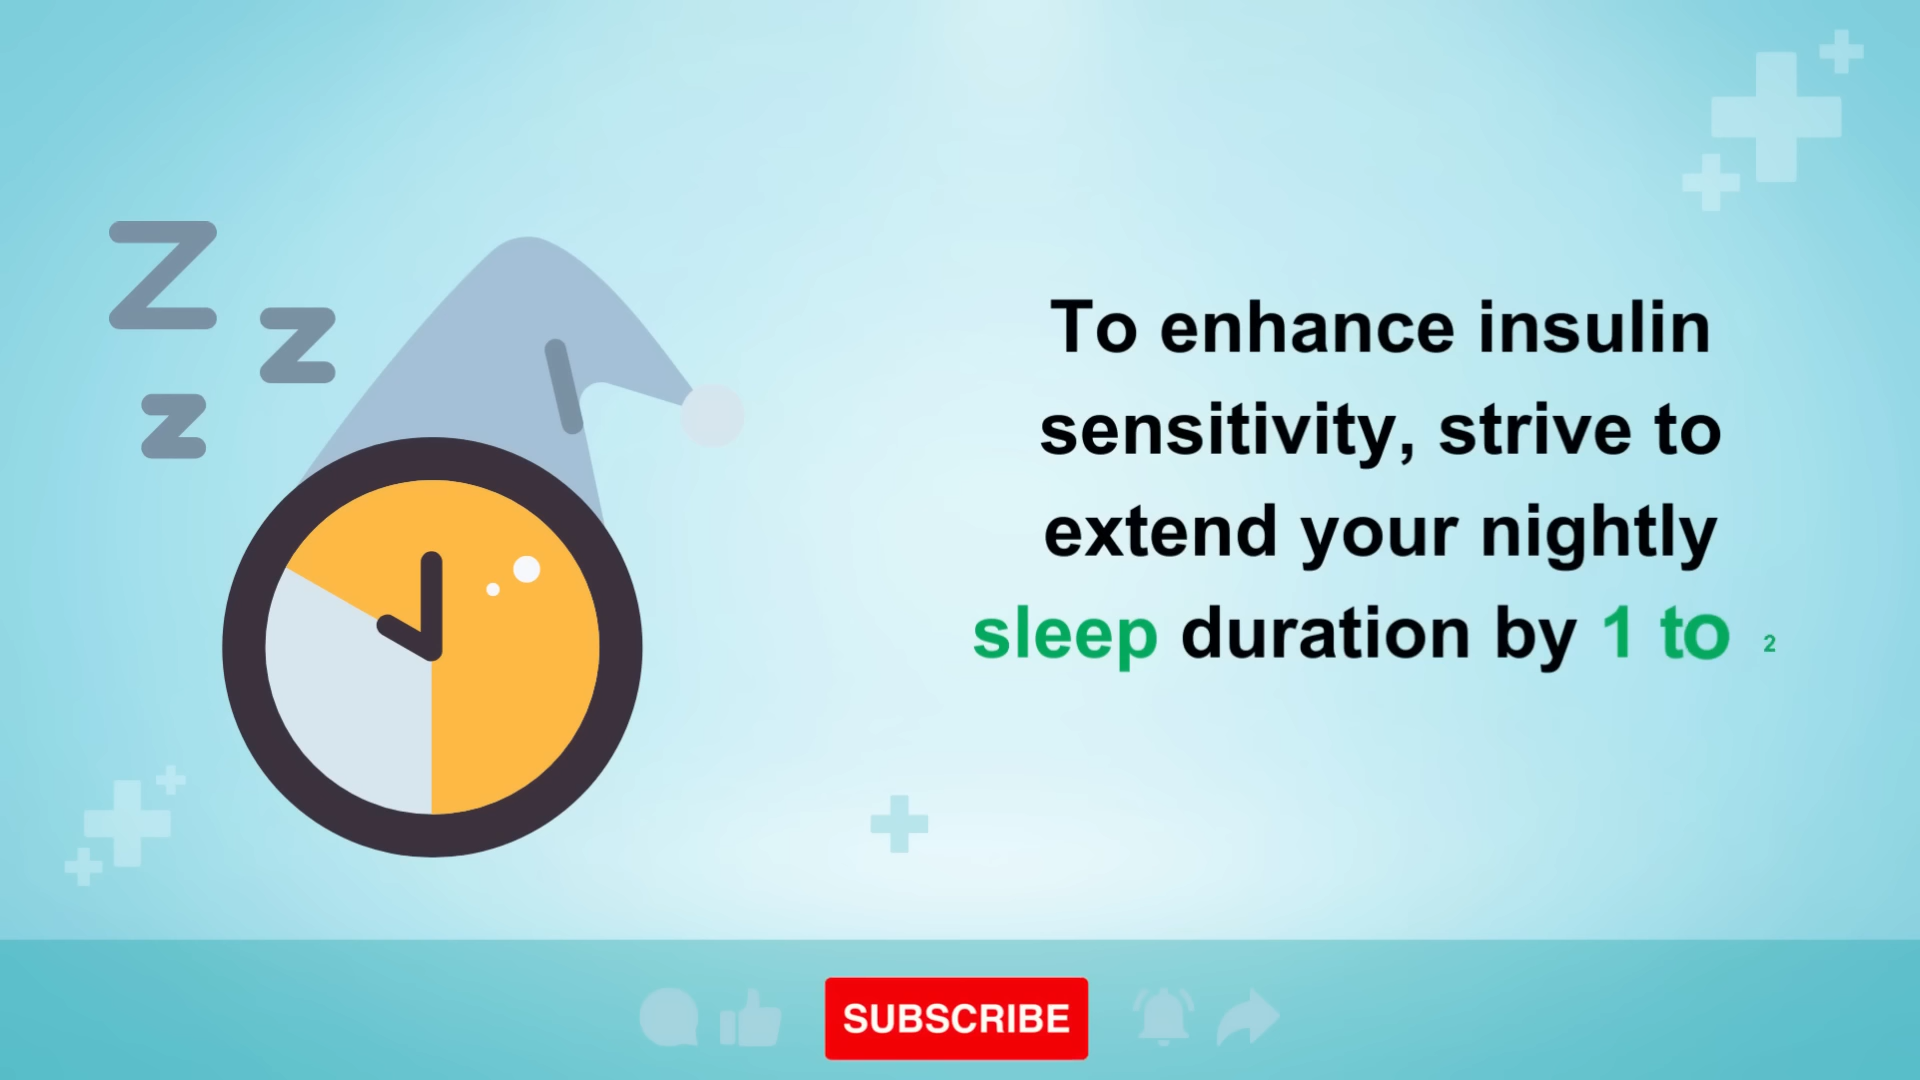 Z
z
z
To enhance insulin
sensitivity, strive to
extend your nightly
sleep duration by 1 to 2
SUBSCRIBE